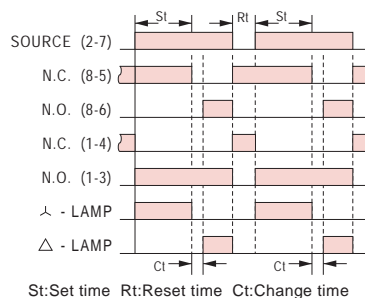 St Rt St
SOURCE (2-7)
N.C. (8-5)
N.O. (8-6)
N.C. (1-4)
N.O. (1-3)
⅄ - LAMP
△ - LAMP
Ct Ct
St:Set time Rt:Reset time Ct:Change time